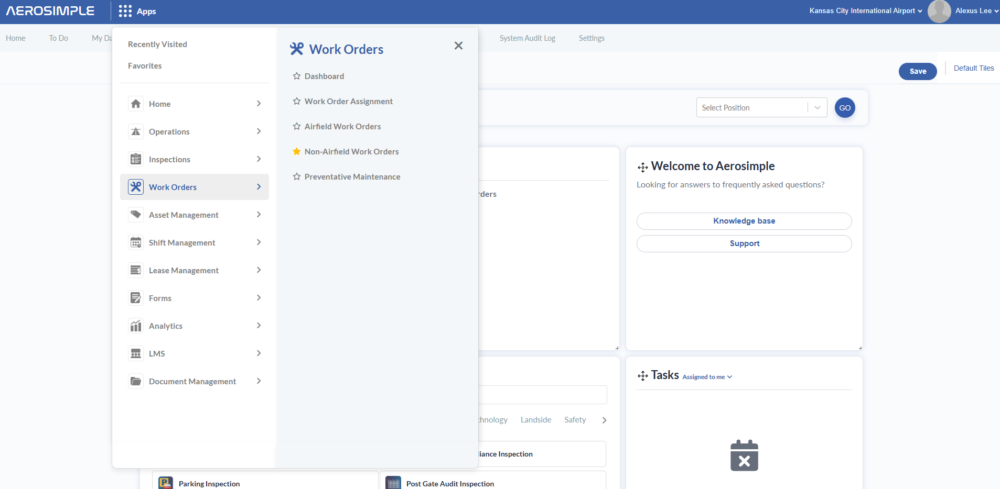 AEROSIMPLE
Apps
Kansas City International Airport
Alexus Lee
Home
To Do
My Da
System Audit Log
Settings
Recently Visited
Favorites
Home
Operations
Inspections
Work Orders
Asset Management
Shift Management
Lease Management
Forms
Analytics
LMS
Document Management
Work Orders
Dashboard
Work Order Assignment
Airfield Work Orders
Non-Airfield Work Orders
Preventative Maintenance
Save
Default Tiles
Select Position
GO
rders
Welcome to Aerosimple
Looking for answers to frequently asked questions?
Knowledge base
Support
chnology
Landside
Safety
liance Inspection
Parking Inspection
Post Gate Audit Inspection
Tasks
Assigned to me